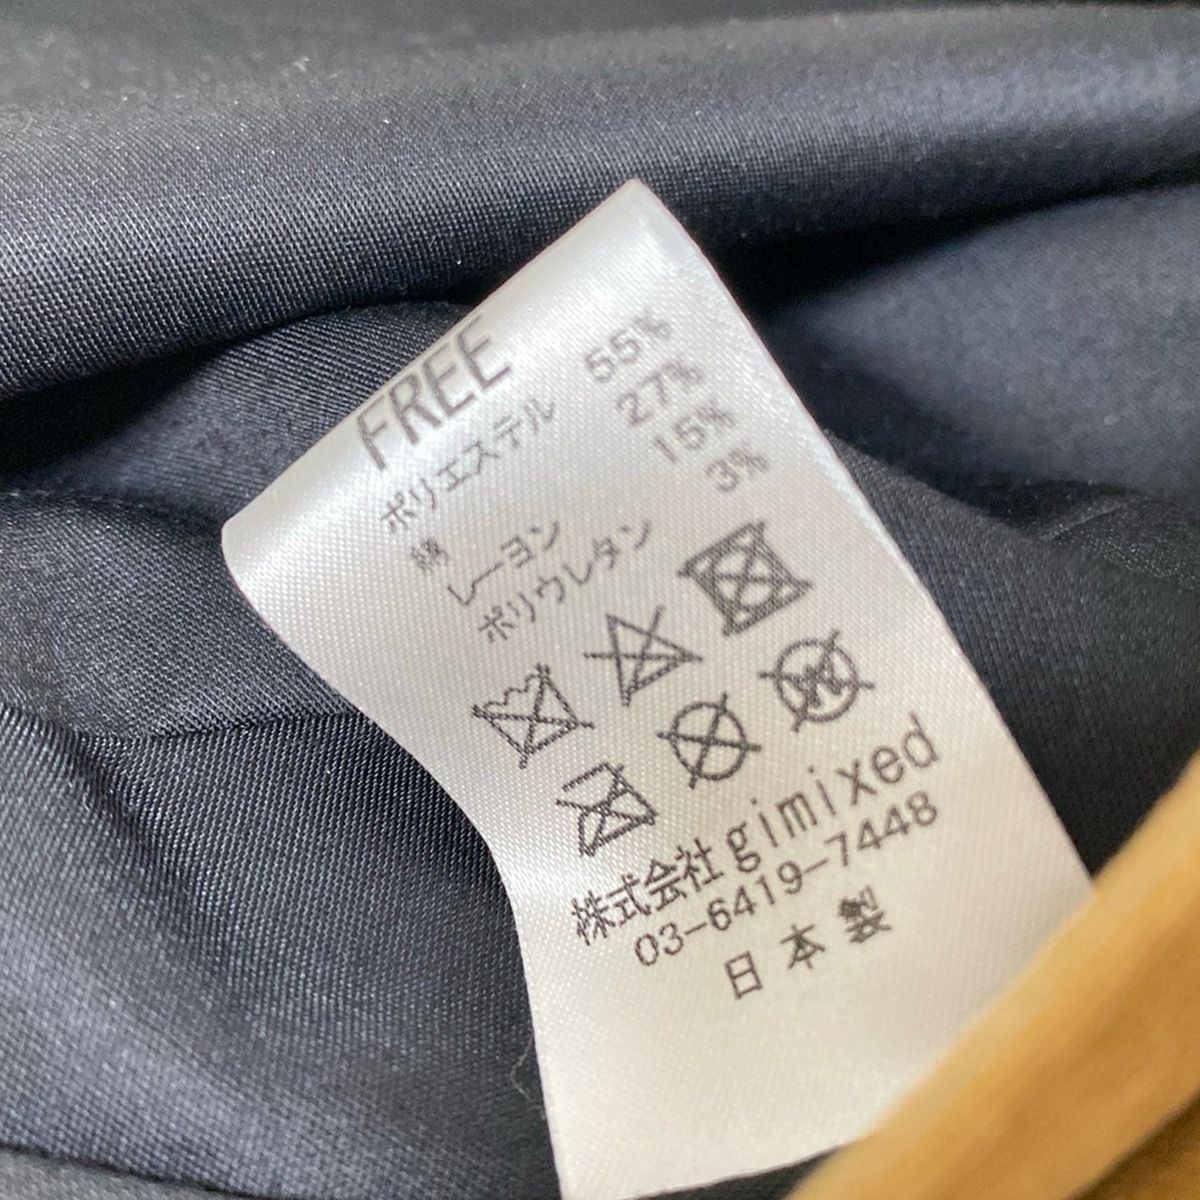 FREE
ポリエステル 55%
綿 27%
レーヨン 15%
ポリウレタン 3%
株式会社gimixed
03-6419-7448
日本製